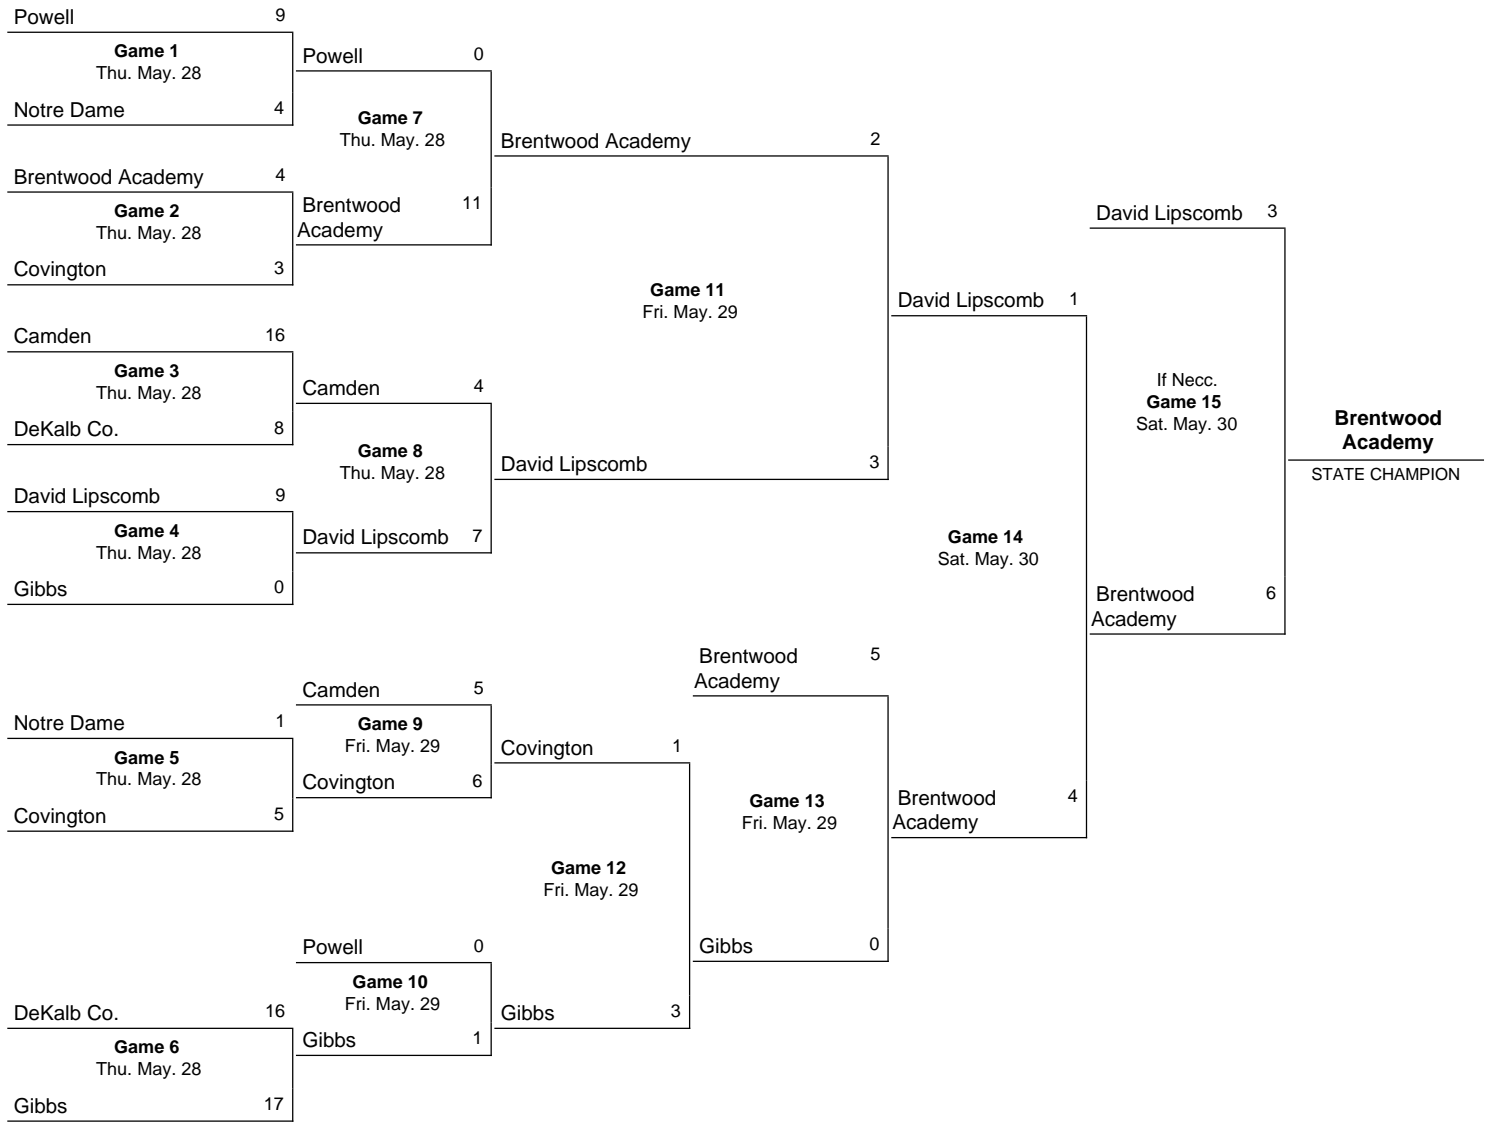 Powell 9
Game 1
Thu. May. 28
Notre Dame 4
Brentwood Academy 4
Game 2
Thu. May. 28
Covington 3
Camden 16
Game 3
Thu. May. 28
DeKalb Co. 8
David Lipscomb 9
Game 4
Thu. May. 28
Gibbs 0
Notre Dame 1
Game 5
Thu. May. 28
Covington 5
DeKalb Co. 16
Game 6
Thu. May. 28
Gibbs 17
Powell 0
Game 7
Thu. May. 28
Brentwood 11
Academy
Camden 4
Game 8
Thu. May. 28
David Lipscomb 7
Camden 5
Game 9
Fri. May. 29
Covington 6
Powell 0
Game 10
Fri. May. 29
Gibbs 1
Brentwood Academy 2
Game 11
Fri. May. 29
David Lipscomb 3
Covington 1
Game 12
Fri. May. 29
Gibbs 3
Brentwood 5
Academy
Game 13
Fri. May. 29
Gibbs 0
David Lipscomb 1
Game 14
Sat. May. 30
Brentwood 4
Academy
David Lipscomb 3
If Necc.
Game 15
Sat. May. 30
Brentwood 6
Academy
Brentwood
Academy
STATE CHAMPION